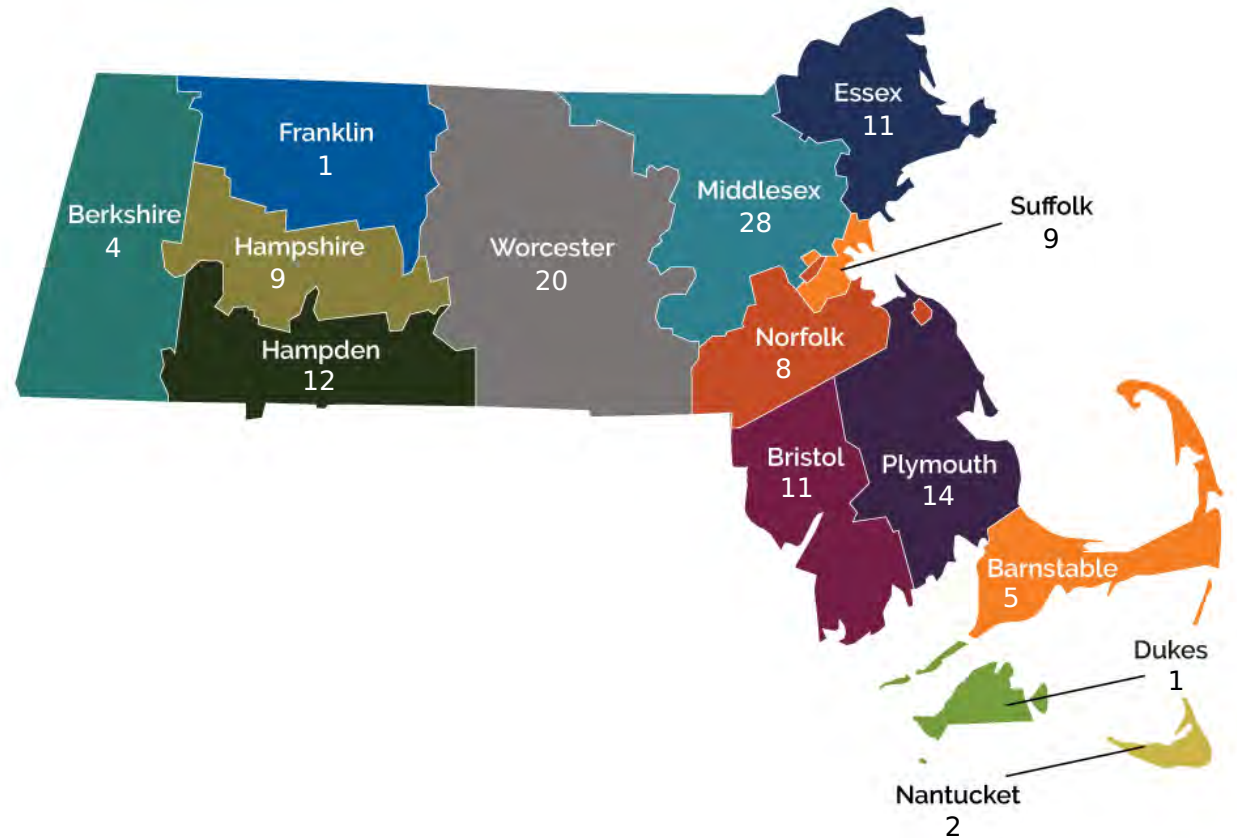 Essex
11
Franklin
1
Middlesex
28
Suffolk
9
Berkshire
4
Hampshire
9
Worcester
20
Norfolk
8
Hampden
12
Bristol
11
Plymouth
14
Barnstable
5
Dukes
1
Nantucket
2